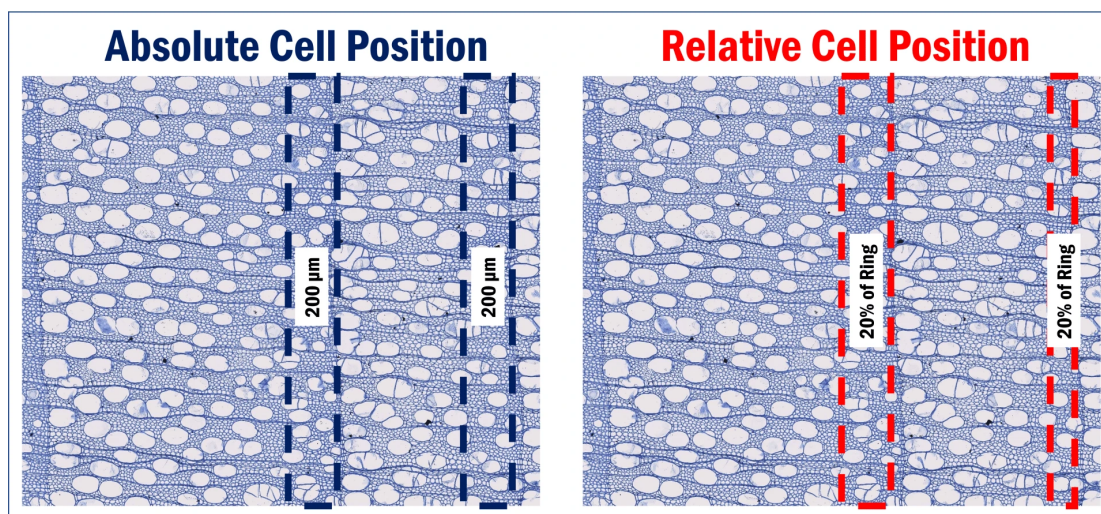 Absolute Cell Position
Relative Cell Position
200 µm
200 µm
20% of Ring
20% of Ring